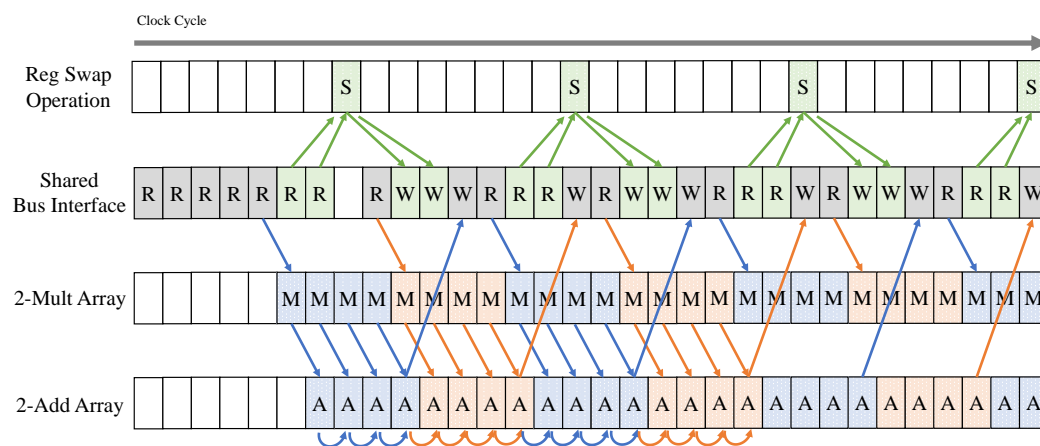 Clock Cycle
Reg Swap
Operation
S S S S
Shared
Bus Interface
R R R R R R R R W W W R R R W R W W W R R R W R W W W R R R W
2-Mult Array
M M M M M M M M M M M M M M M M M M M M M M M M M M M
2-Add Array
A A A A A A A A A A A A A A A A A A A A A A A A A A